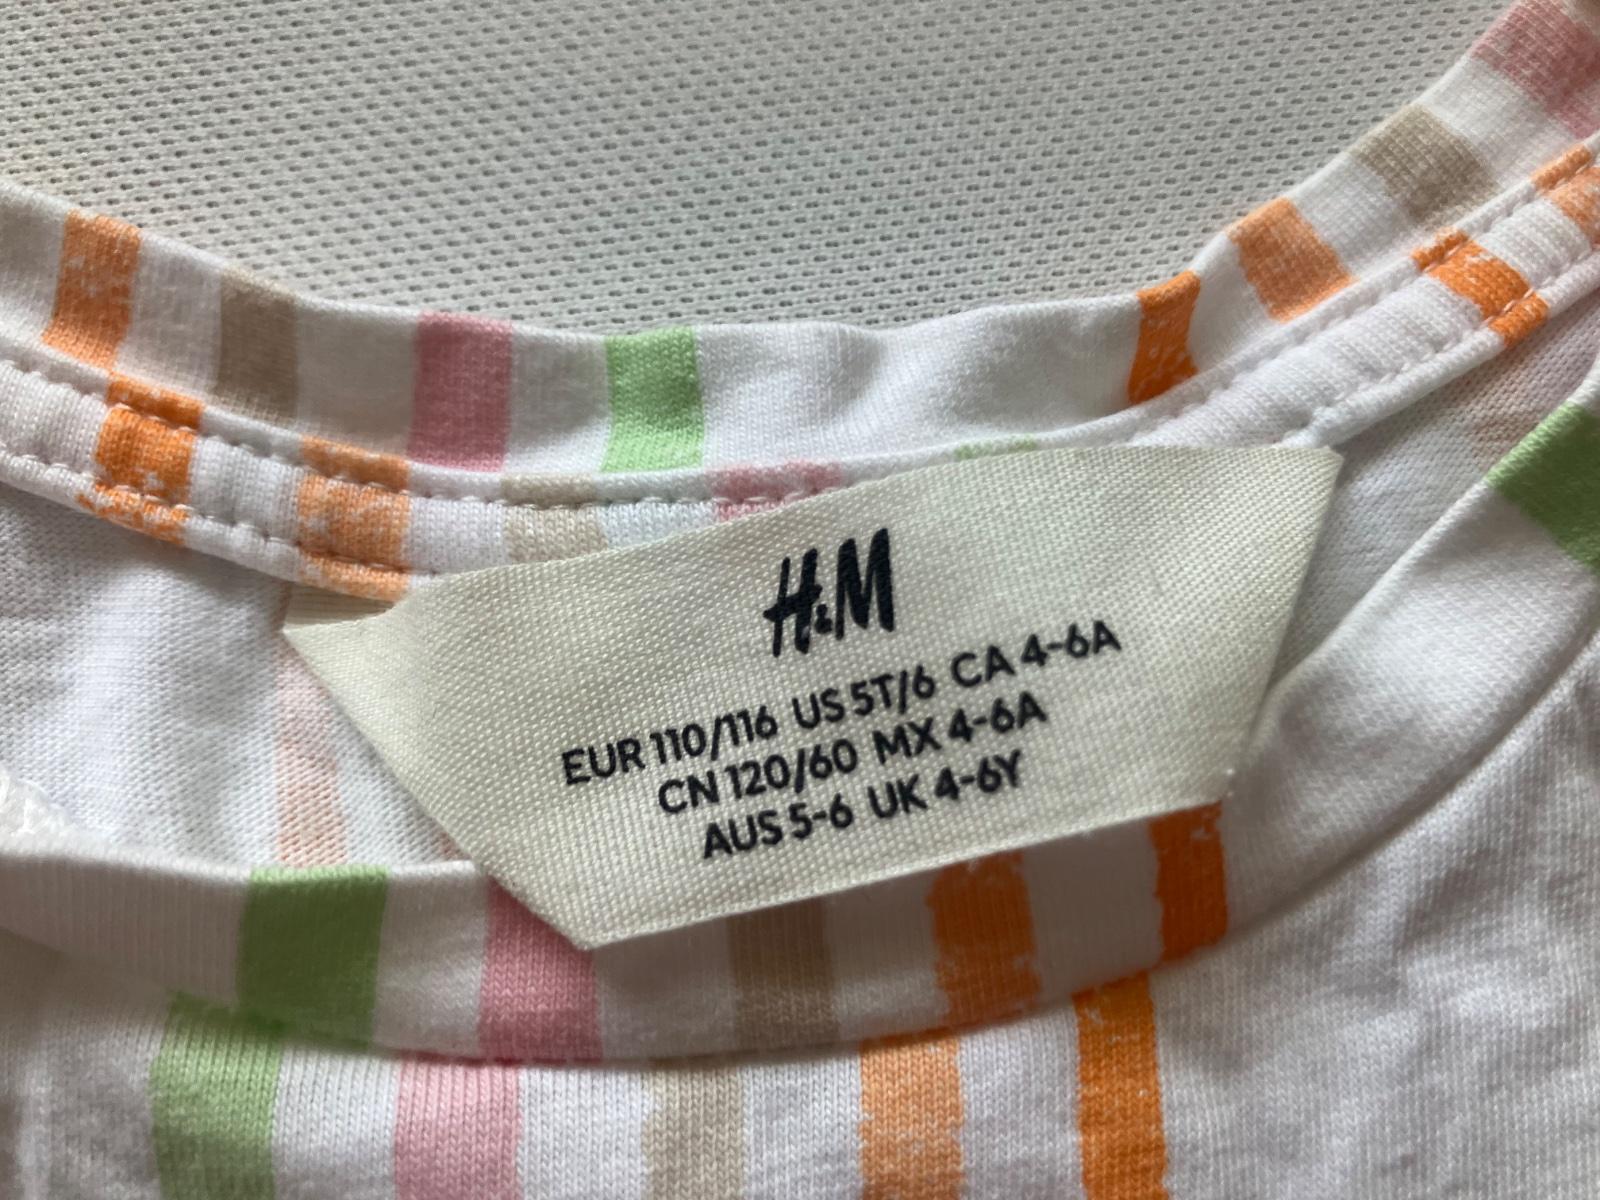 H&M
EUR 110/116 US 5T/6 CA 4-6A
CN 120/60 MX 4-6A
AUS 5-6 UK 4-6Y